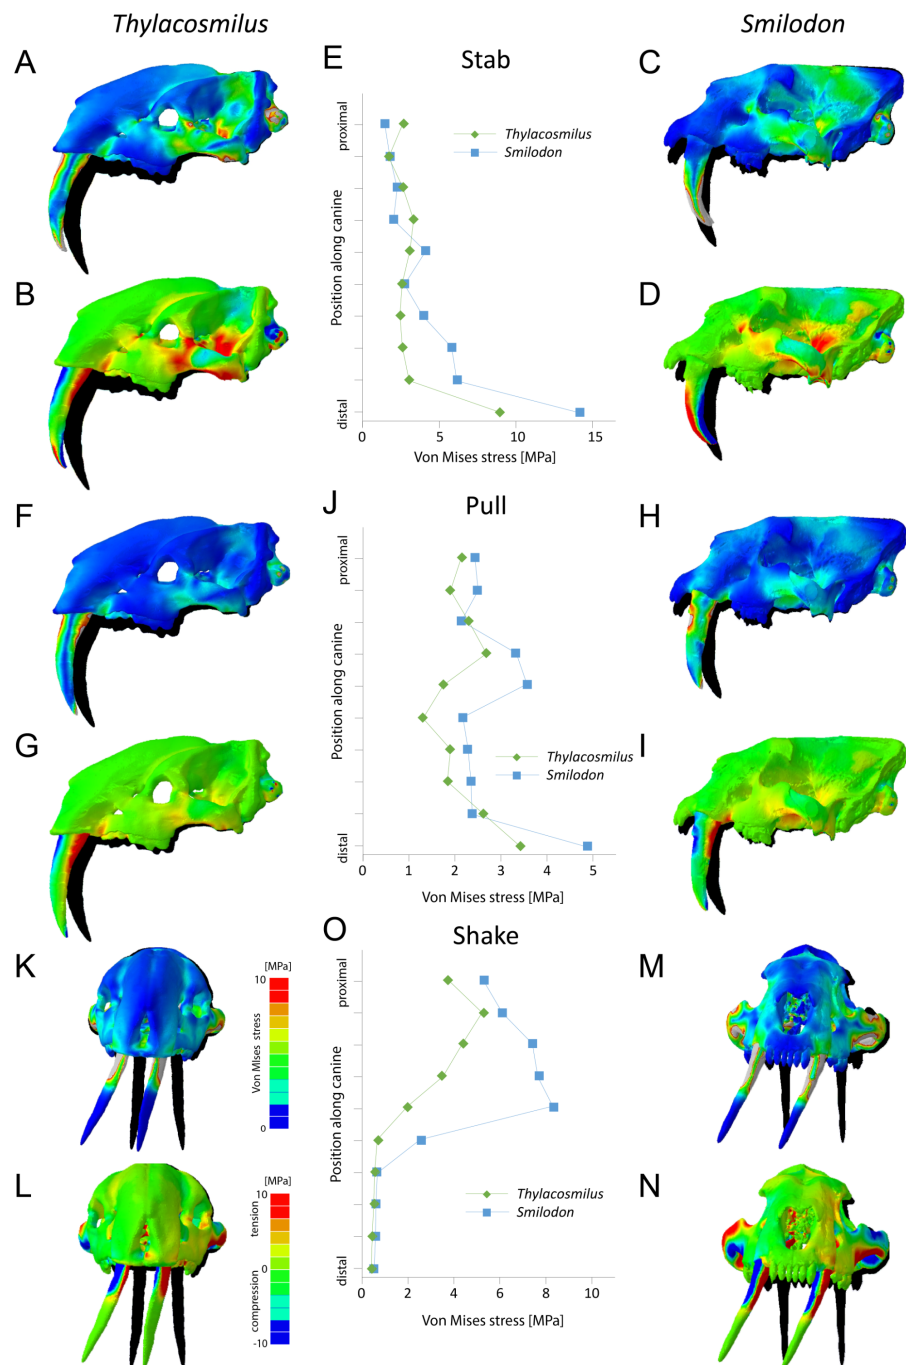 Thylacosmilus
Smilodon
A
E
Stab
C
proximal
Position along canine
distal
Thylacosmilus
Smilodon
0
5
10
15
Von Mises stress [MPa]
B
D
F
J
Pull
H
proximal
Position along canine
distal
Thylacosmilus
Smilodon
0
1
2
3
4
5
Von Mises stress [MPa]
G
I
K
[MPa]
10
Von MIses stress
0
O
Shake
M
proximal
Position along canine
distal
Thylacosmilus
Smilodon
0
2
4
6
8
10
Von Mises stress [MPa]
L
[MPa]
10
tension
0
compression
-10
N